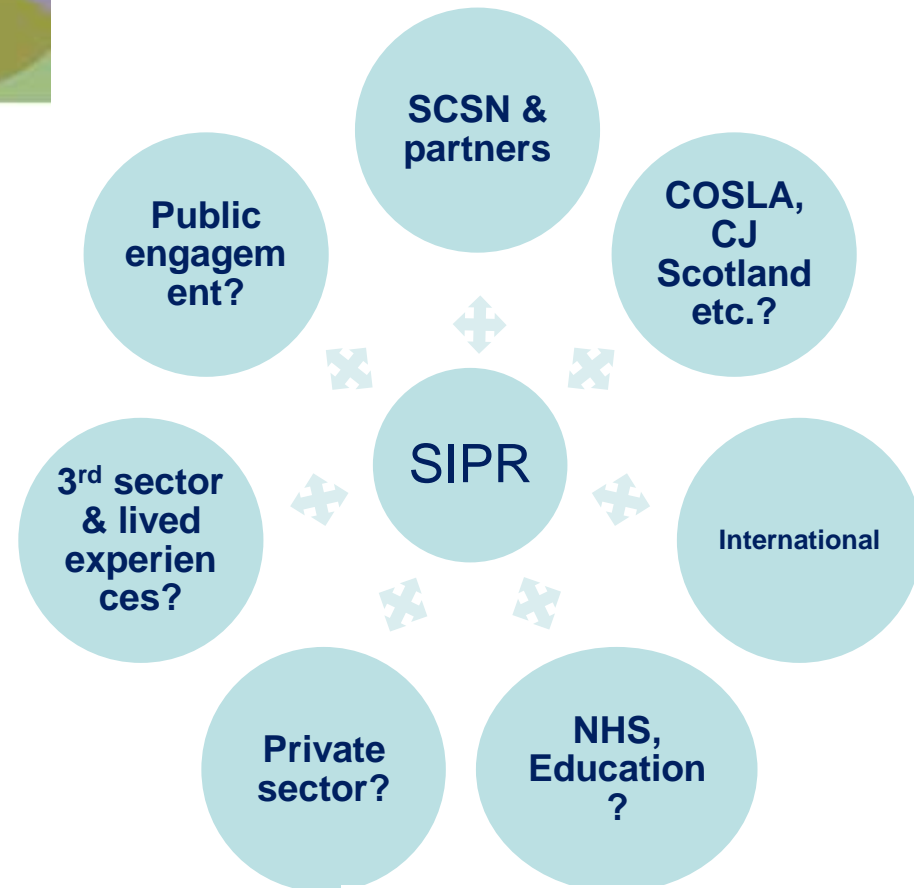 SCSN &
partners
COSLA,
CJ
Scotland
etc.?
International
NHS,
Education
?
Private
sector?
3rd sector
& lived
experien
ces?
Public
engagem
ent?
SIPR